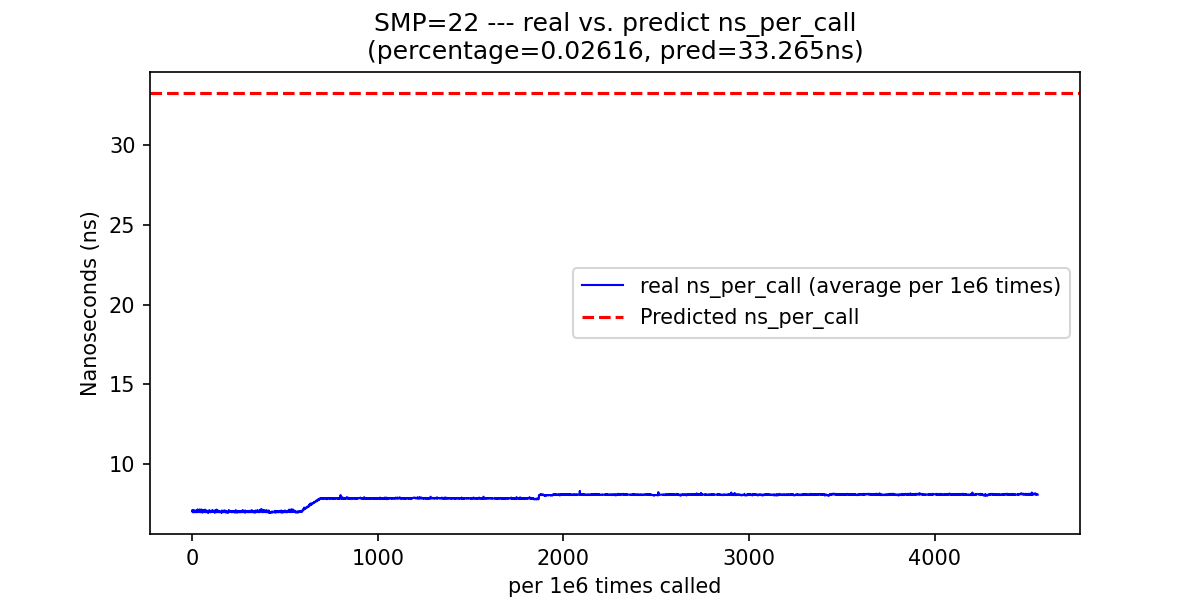 SMP=22 --- real vs. predict ns_per_call
(percentage=0.02616, pred=33.265ns)
Nanoseconds (ns)
30
25
20
15
10
real ns_per_call (average per 1e6 times)
Predicted ns_per_call
0 1000 2000 3000 4000
per 1e6 times called